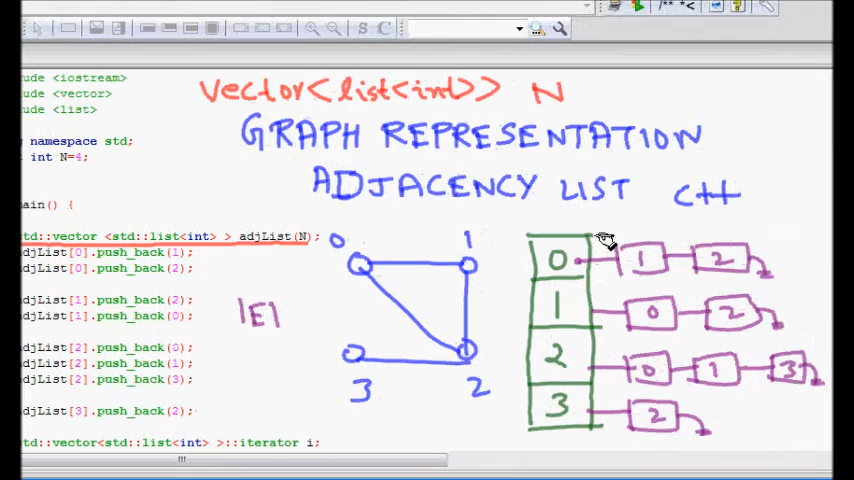 /** *<
S C
ude <iostream>
ude <vector>
ude <list>
vector<list<int>> N
GRAPH REPRESENTATION
ADJACENCY LIST C++
g namespace std;
int N=4;
ain() {
td::vector <std::list<int> > adjList(N);
djList[0].push_back(1);
djList[0].push_back(2);
djList[1].push_back(2);
djList[1].push_back(0);
djList[2].push_back(0);
djList[2].push_back(1);
djList[2].push_back(3);
djList[3].push_back(2);
td::vector<std::list<int> >::iterator i;
|E|
0 1
3 2
0 1 2
1 0 2
2 0 1 3
3 2